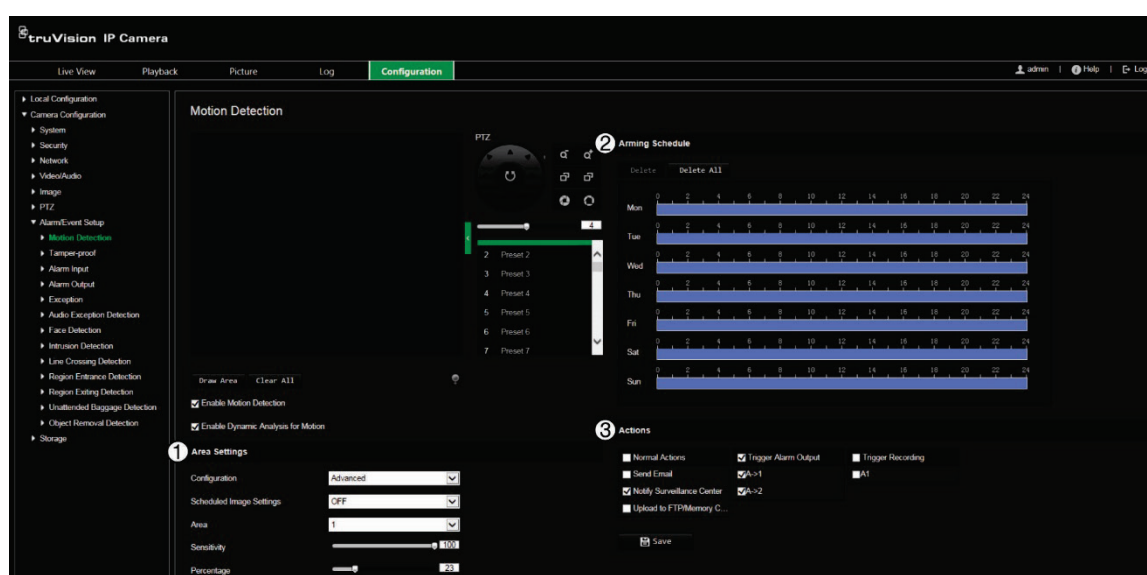 truVision IP Camera
Live View Playback Picture Log Configuration admin | Help | Log
Local Configuration
Camera Configuration
System
Security
Network
Video/Audio
Image
PTZ
Alarm/Event Setup
Motion Detection
Tamper-proof
Alarm Input
Alarm Output
Exception
Audio Exception Detection
Face Detection
Intrusion Detection
Line Crossing Detection
Region Entrance Detection
Region Exiting Detection
Unattended Baggage Detection
Object Removal Detection
Storage
Motion Detection
PTZ
4
2 Preset 2
3 Preset 3
4 Preset 4
5 Preset 5
6 Preset 6
7 Preset 7
Draw Area Clear All
Enable Motion Detection
Enable Dynamic Analysis for Motion
1 Area Settings
Configuration Advanced
Scheduled Image Settings OFF
Area 1
Sensitivity 100
Percentage 23
2 Arming Schedule
Delete Delete All
0 2 4 6 8 10 12 14 16 18 20 22 24
Mon
0 2 4 6 8 10 12 14 16 18 20 22 24
Tue
0 2 4 6 8 10 12 14 16 18 20 22 24
Wed
0 2 4 6 8 10 12 14 16 18 20 22 24
Thu
0 2 4 6 8 10 12 14 16 18 20 22 24
Fri
0 2 4 6 8 10 12 14 16 18 20 22 24
Sat
0 2 4 6 8 10 12 14 16 18 20 22 24
Sun
3 Actions
Normal Actions Trigger Alarm Output Trigger Recording
Send Email A->1 A1
Notify Surveillance Center A->2
Upload to FTP/Memory C...
Save